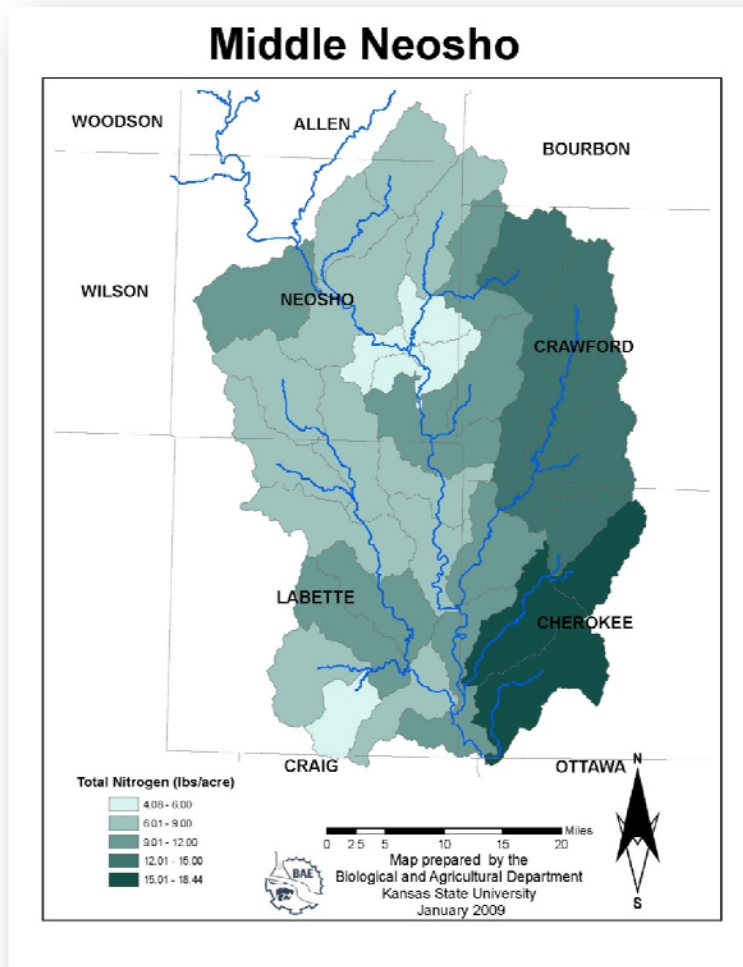 Middle Neosho
WOODSON
ALLEN
BOURBON
WILSON
NEOSHO
CRAWFORD
LABETTE
CHEROKEE
CRAIG
OTTAWA
N
S
Total Nitrogen (lbs/acre)
4.08 - 6.00
6.01 - 9.00
9.01 - 12.00
12.01 - 15.00
15.01 - 18.44
0 2.5 5 10 15 20 Miles
BAE
Map prepared by the
Biological and Agricultural Department
Kansas State University
January 2009